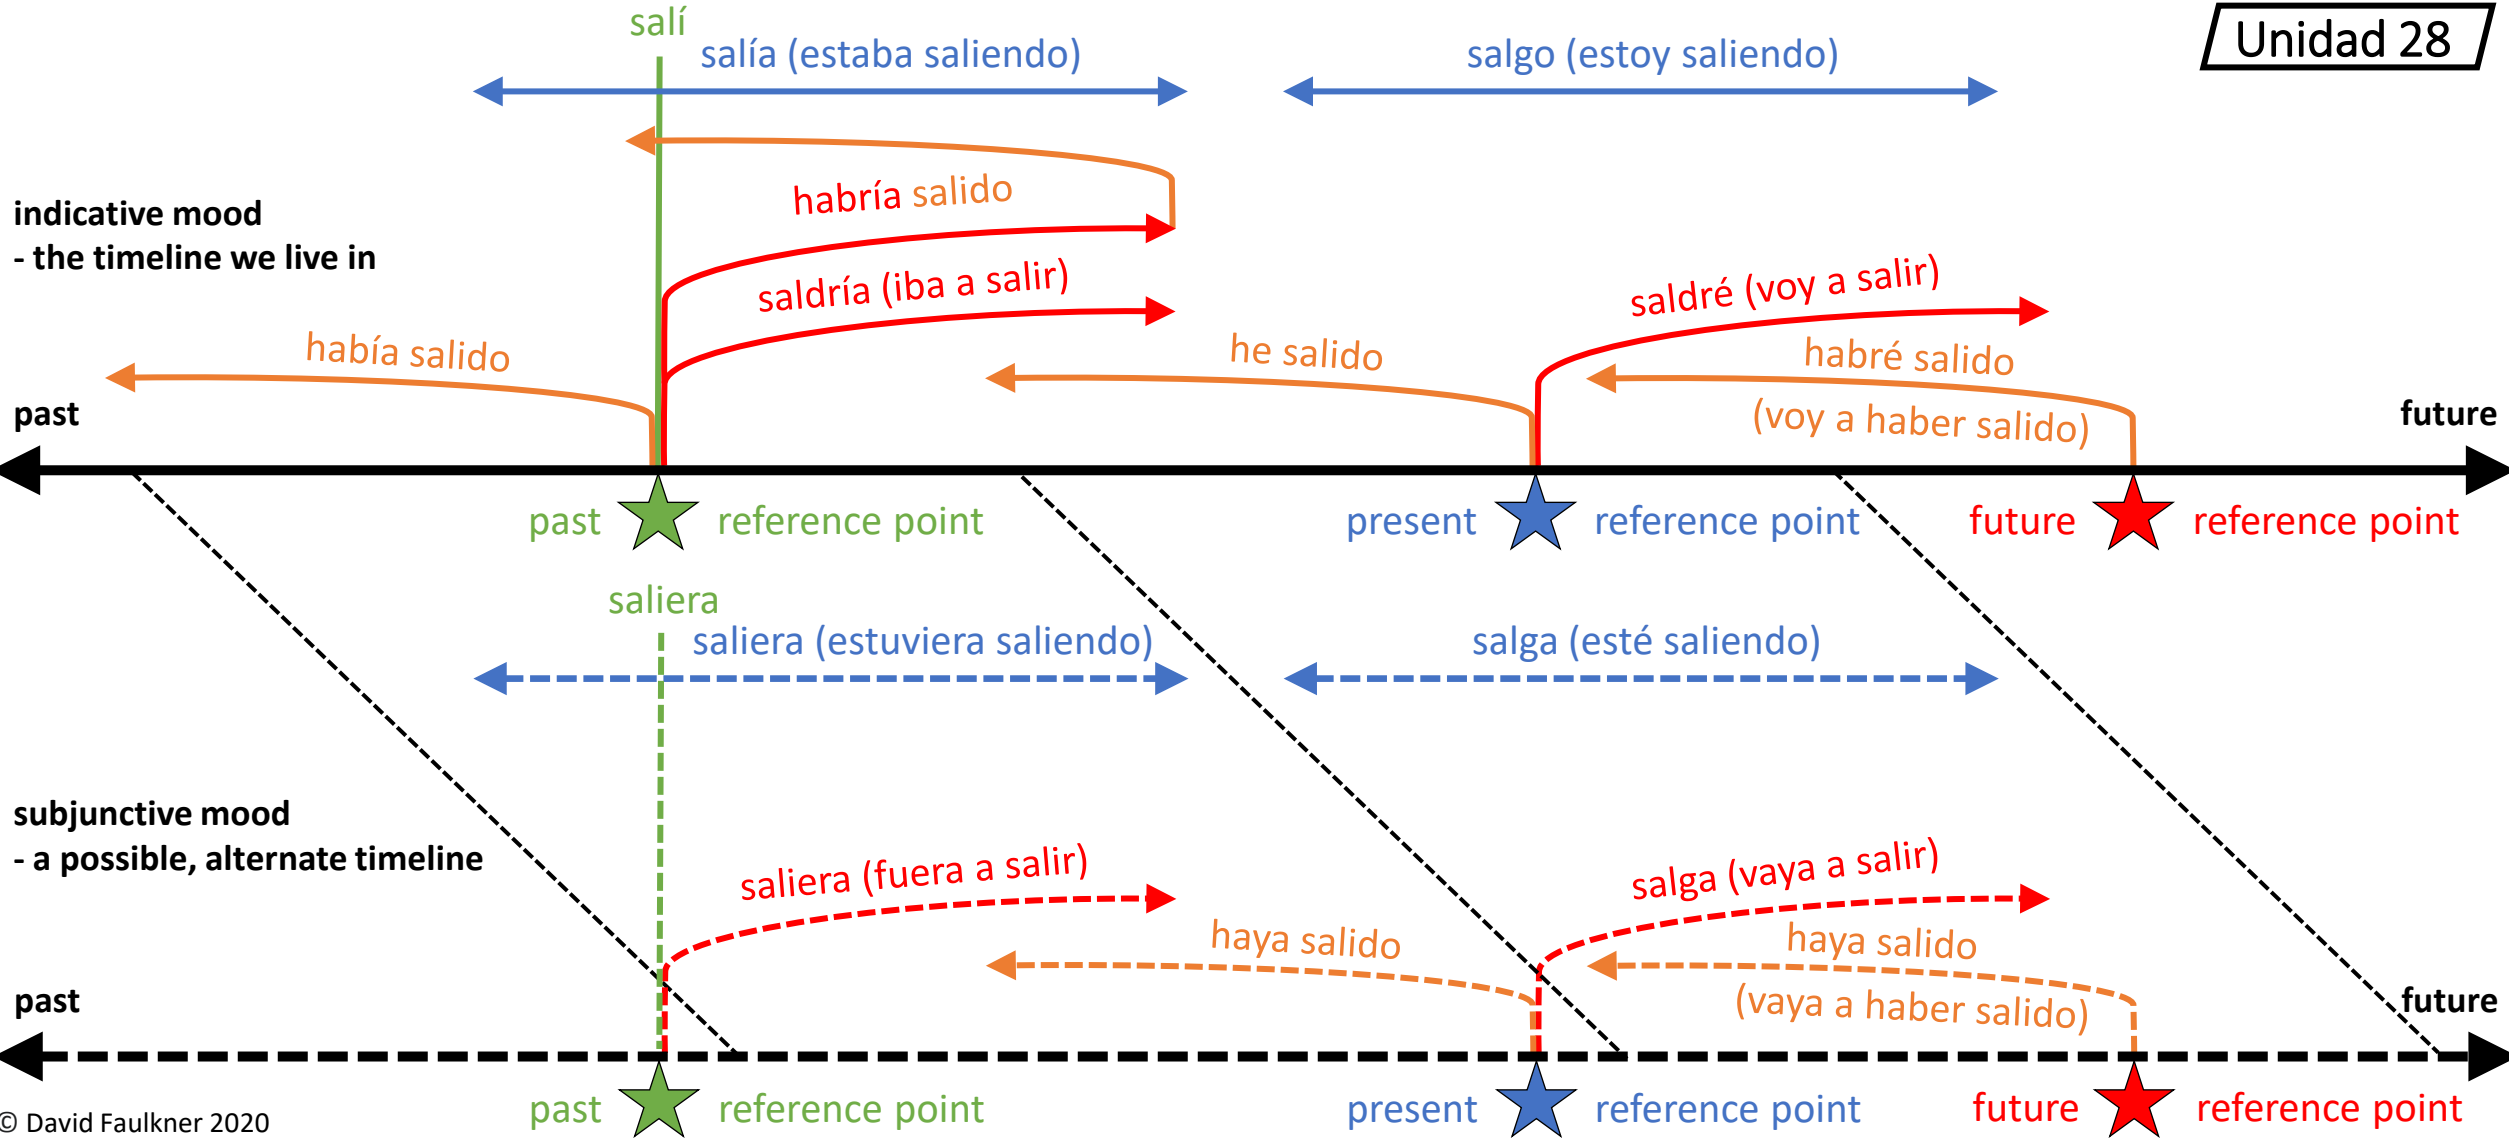 salí
Unidad 28
salía (estaba saliendo)
salgo (estoy saliendo)
habría salido
indicative mood
- the timeline we live in
saldría (iba a salir)
saldré (voy a salir)
había salido
he salido
habré salido
(voy a haber salido)
past
future
past reference point
present reference point
future reference point
saliera
saliera (estuviera saliendo)
salga (esté saliendo)
subjunctive mood
- a possible, alternate timeline
saliera (fuera a salir)
salga (vaya a salir)
haya salido
haya salido
(vaya a haber salido)
past
future
past reference point
present reference point
future reference point
© David Faulkner 2020